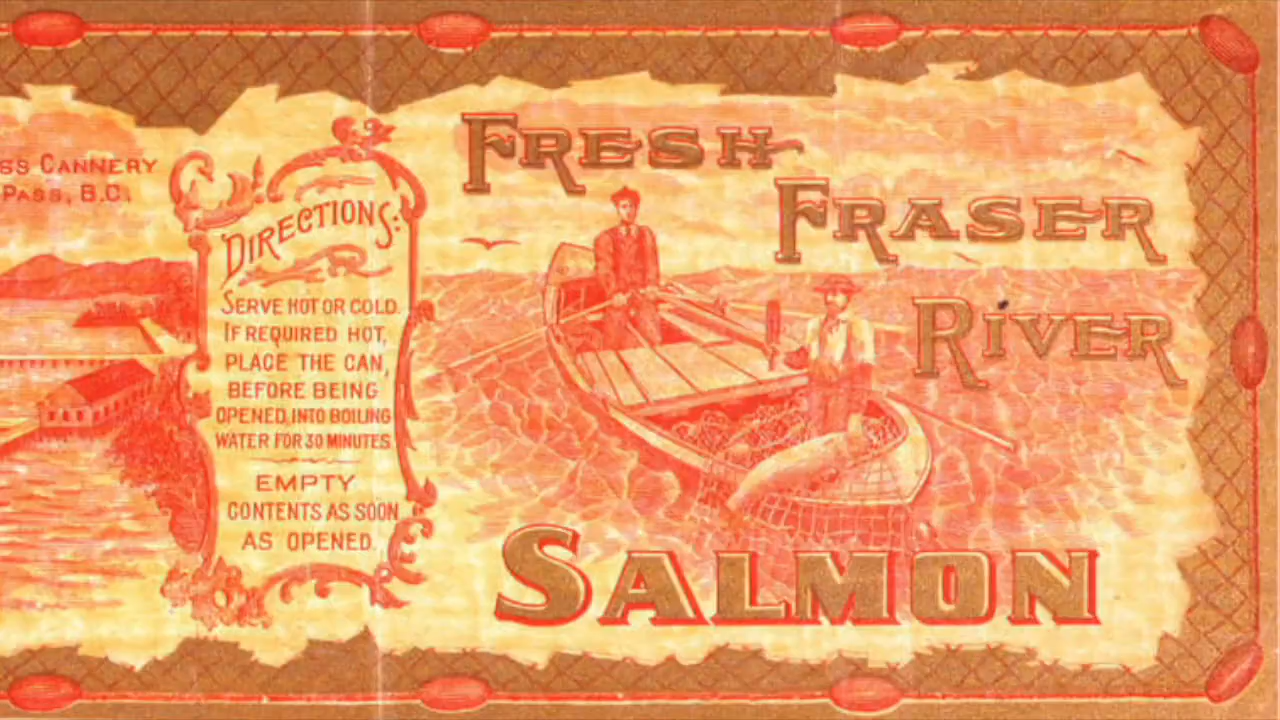 SS CANNERY
PASS, B.C.
DIRECTIONS:
SERVE HOT OR COLD.
IF REQUIRED HOT,
PLACE THE CAN,
BEFORE BEING
OPENED, INTO BOILING
WATER FOR 30 MINUTES.
EMPTY
CONTENTS AS SOON
AS OPENED.
FRESH
FRASER
RIVER
SALMON